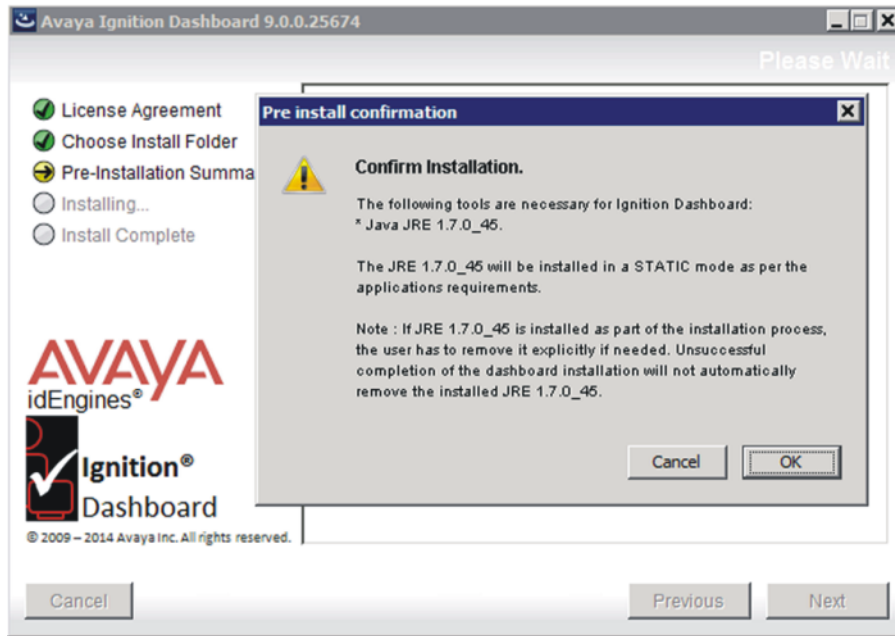 Avaya Ignition Dashboard 9.0.0.25674
Please Wait
License Agreement
Choose Install Folder
Pre-Installation Summa
Installing...
Install Complete
AVAYA
idEngines®
Ignition®
Dashboard
© 2009 – 2014 Avaya Inc. All rights reserved.
Pre install confirmation
Confirm Installation.
The following tools are necessary for Ignition Dashboard:
* Java JRE 1.7.0_45.
The JRE 1.7.0_45 will be installed in a STATIC mode as per the
applications requirements.
Note : If JRE 1.7.0_45 is installed as part of the installation process,
the user has to remove it explicitly if needed. Unsuccessful
completion of the dashboard installation will not automatically
remove the installed JRE 1.7.0_45.
Cancel
OK
Cancel
Previous
Next